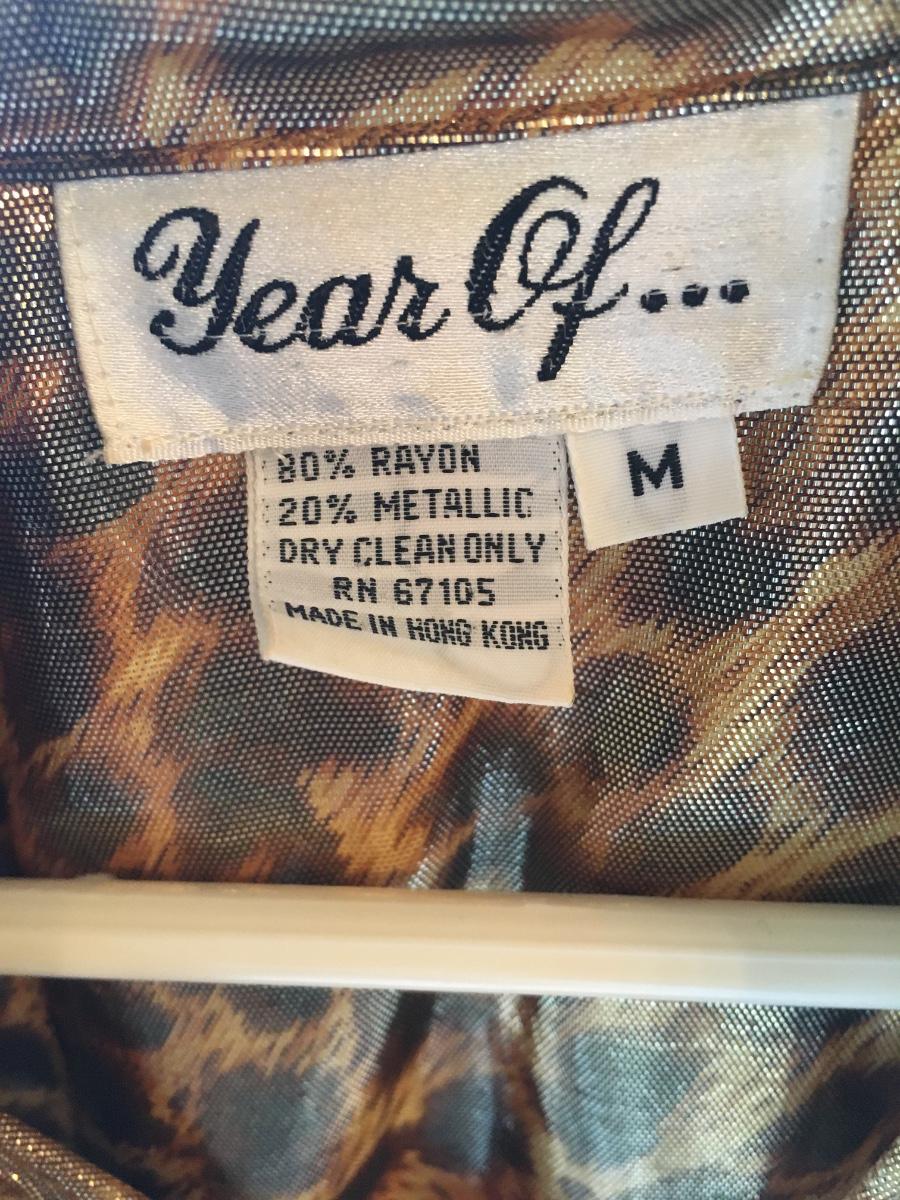 Year Of...
80% RAYON
20% METALLIC
DRY CLEAN ONLY
RN 67105
MADE IN HONG KONG
M